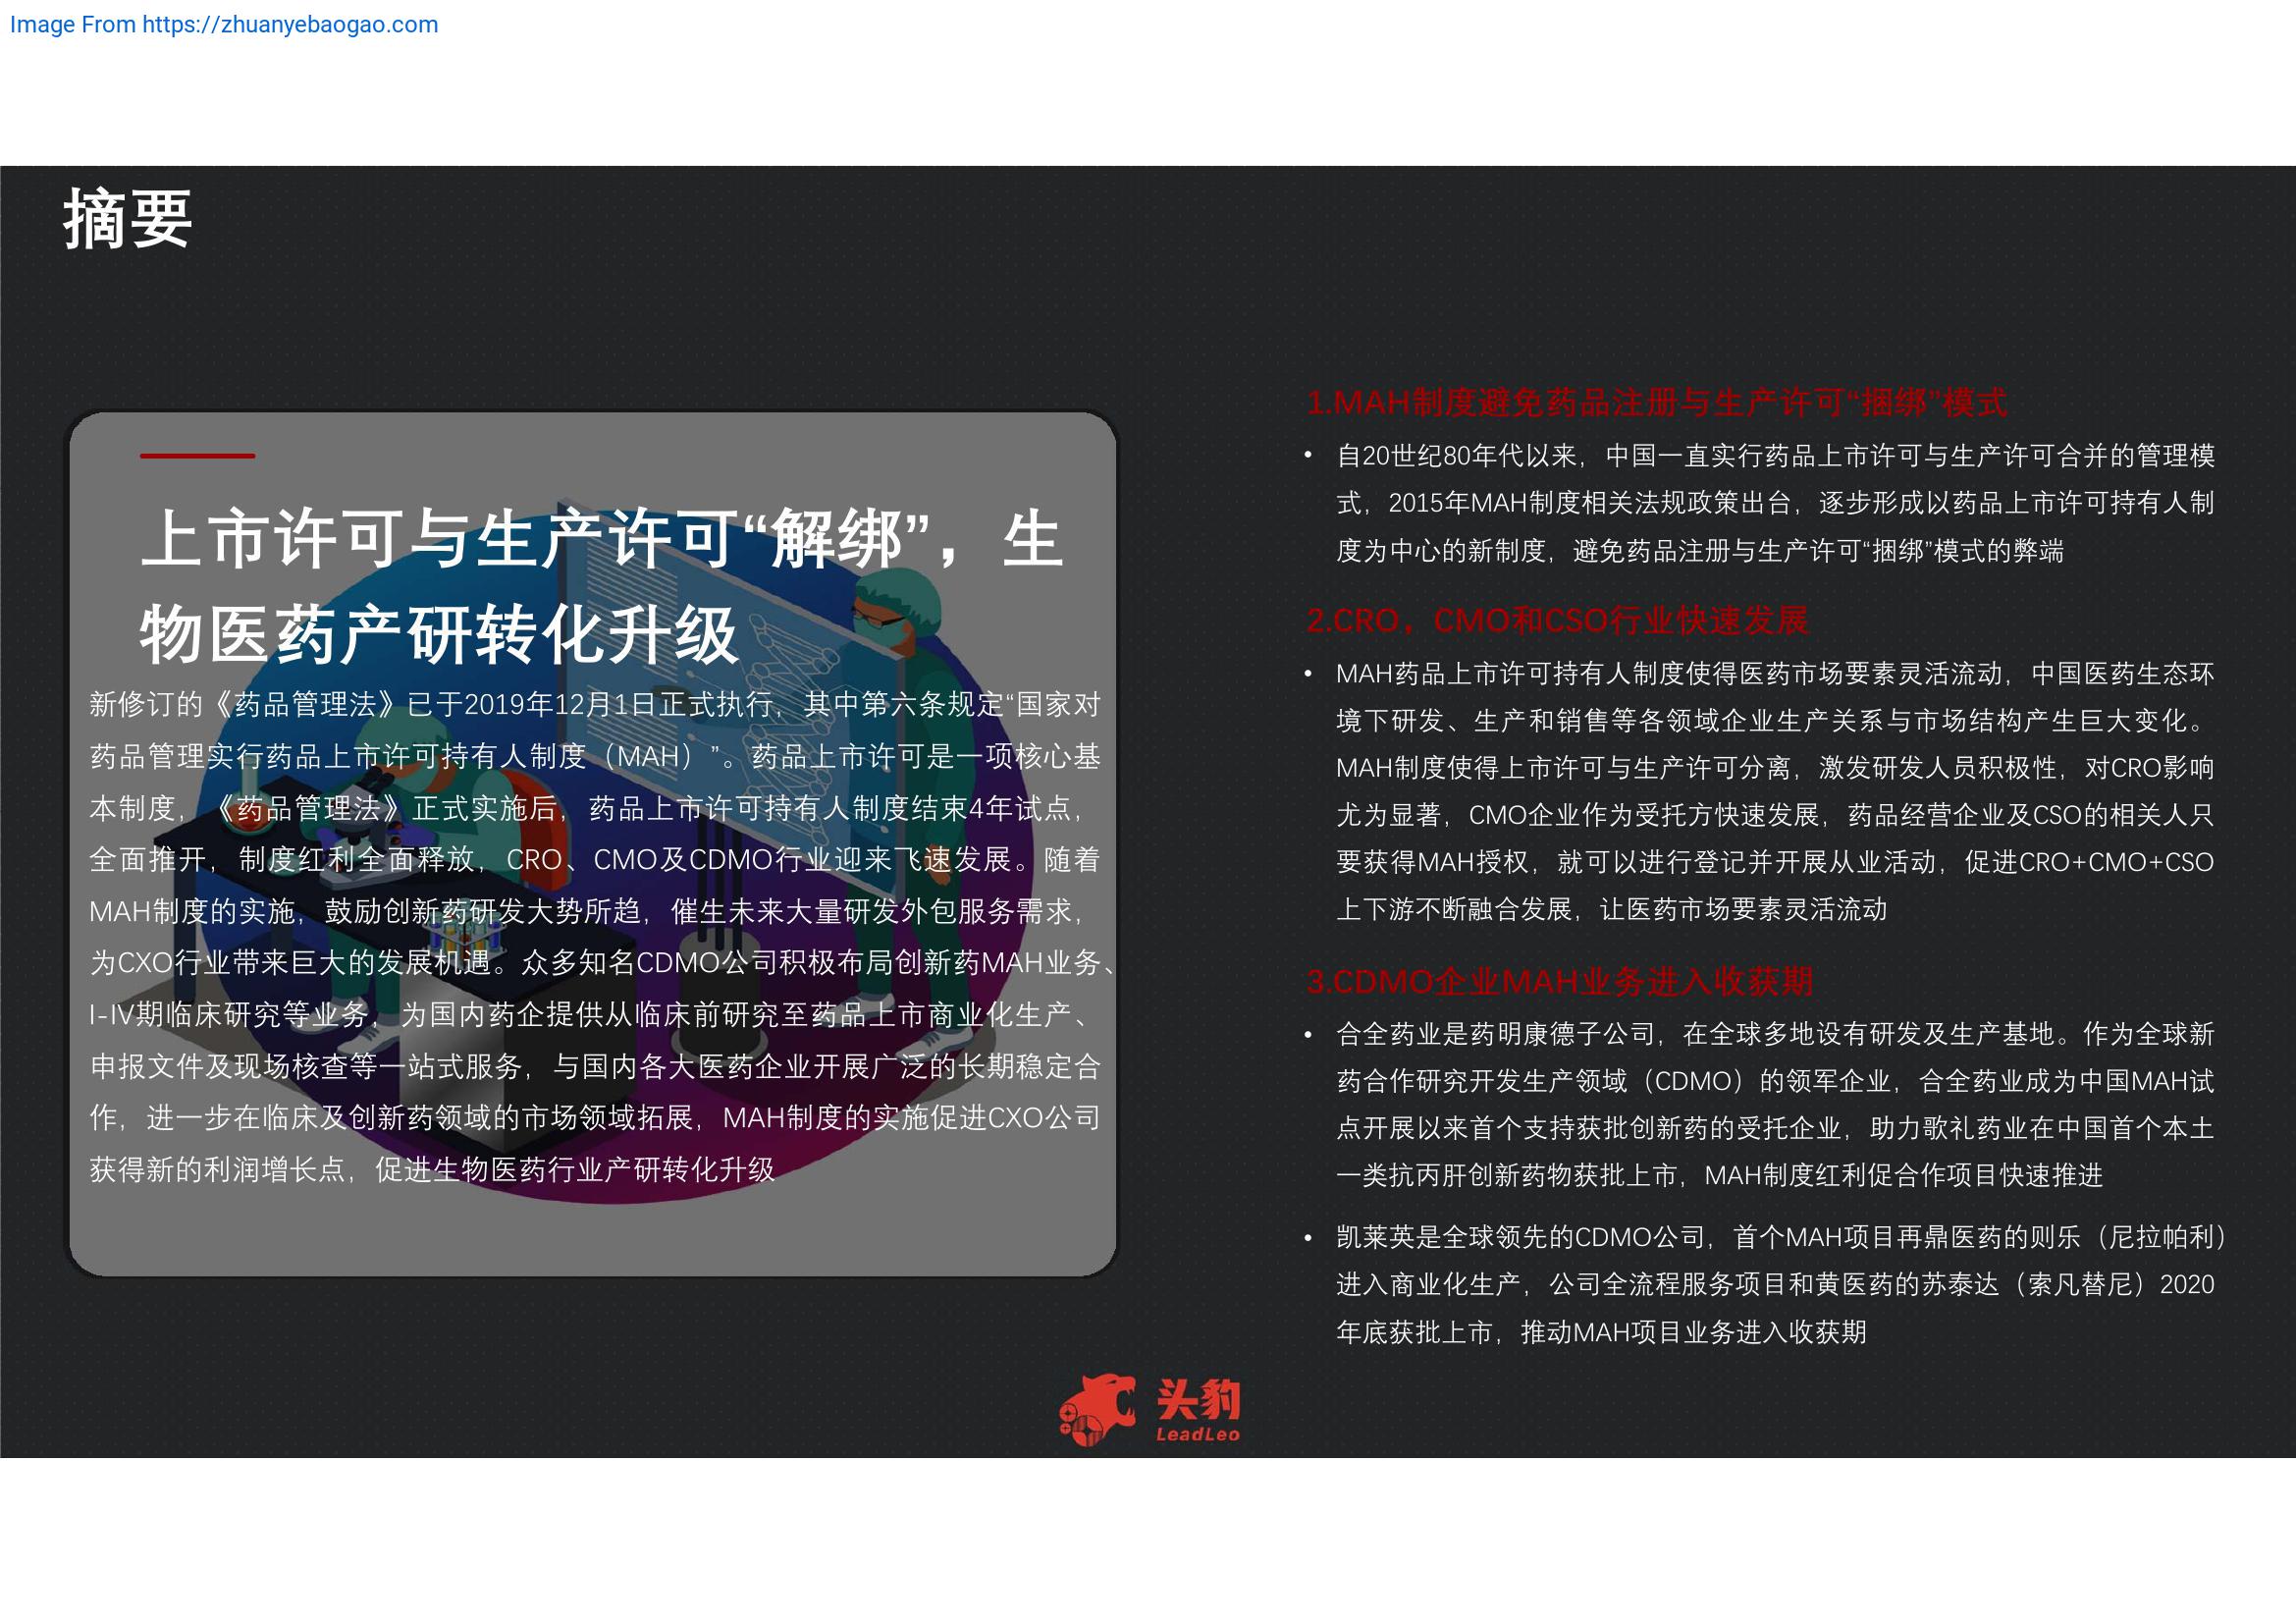 Image From https://zhuanyebaogao.com
摘要
上市许可与生产许可“解绑”，生
物医药产研转化升级
新修订的《药品管理法》已于2019年12月1日正式执行，其中第六条规定“国家对
药品管理实行药品上市许可持有人制度（MAH）”。药品上市许可是一项核心基
本制度，《药品管理法》正式实施后，药品上市许可持有人制度结束4年试点，
全面推开，制度红利全面释放，CRO、CMO及CDMO行业迎来飞速发展。随着
MAH制度的实施，鼓励创新药研发大势所趋，催生未来大量研发外包服务需求，
为CXO行业带来巨大的发展机遇。众多知名CDMO公司积极布局创新药MAH业务、
I-IV期临床研究等业务，为国内药企提供从临床前研究至药品上市商业化生产、
申报文件及现场核查等一站式服务，与国内各大医药企业开展广泛的长期稳定合
作，进一步在临床及创新药领域的市场领域拓展，MAH制度的实施促进CXO公司
获得新的利润增长点，促进生物医药行业产研转化升级
1.MAH制度避免药品注册与生产许可“捆绑”模式
• 自20世纪80年代以来，中国一直实行药品上市许可与生产许可合并的管理模
式，2015年MAH制度相关法规政策出台，逐步形成以药品上市许可持有人制
度为中心的新制度，避免药品注册与生产许可“捆绑”模式的弊端
2.CRO，CMO和CSO行业快速发展
• MAH药品上市许可持有人制度使得医药市场要素灵活流动，中国医药生态环
境下研发、生产和销售等各领域企业生产关系与市场结构产生巨大变化。
MAH制度使得上市许可与生产许可分离，激发研发人员积极性，对CRO影响
尤为显著，CMO企业作为受托方快速发展，药品经营企业及CSO的相关人只
要获得MAH授权，就可以进行登记并开展从业活动，促进CRO+CMO+CSO
上下游不断融合发展，让医药市场要素灵活流动
3.CDMO企业MAH业务进入收获期
• 合全药业是药明康德子公司，在全球多地设有研发及生产基地。作为全球新
药合作研究开发生产领域（CDMO）的领军企业，合全药业成为中国MAH试
点开展以来首个支持获批创新药的受托企业，助力歌礼药业在中国首个本土
一类抗丙肝创新药物获批上市，MAH制度红利促合作项目快速推进
• 凯莱英是全球领先的CDMO公司，首个MAH项目再鼎医药的则乐（尼拉帕利）
进入商业化生产，公司全流程服务项目和黄医药的苏泰达（索凡替尼）2020
年底获批上市，推动MAH项目业务进入收获期
头豹
LeadLeo